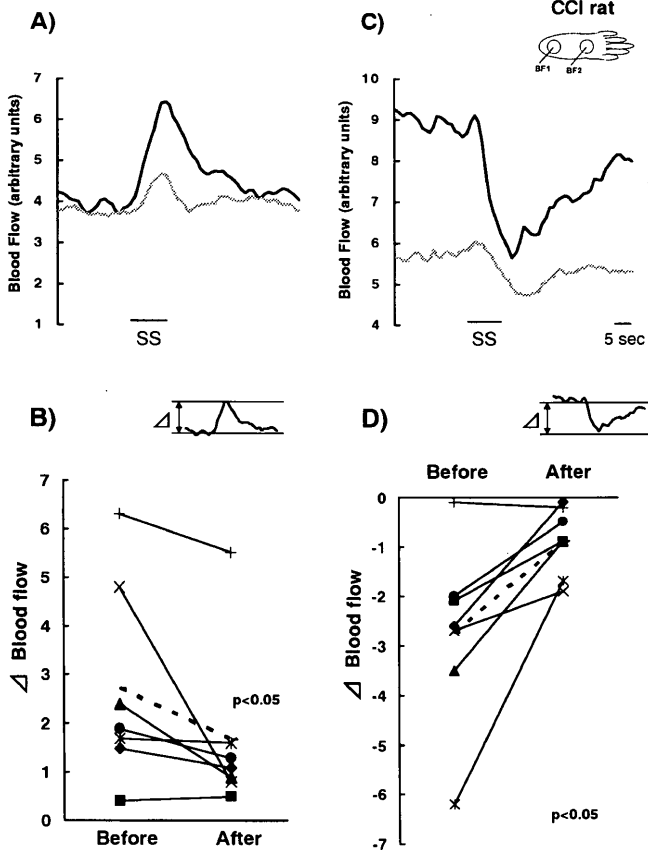 A)
Blood Flow (arbitrary units)
7
6
5
4
3
2
1
SS
C)
CCI rat
BF1 BF2
Blood Flow (arbitrary units)
10
9
8
7
6
5
4
SS
5 sec
B)
⊿
⊿ Blood flow
7
6
5
4
3
2
1
0
p<0.05
Before After
D)
⊿
Before After
⊿ Blood flow
0
-1
-2
-3
-4
-5
-6
-7
p<0.05